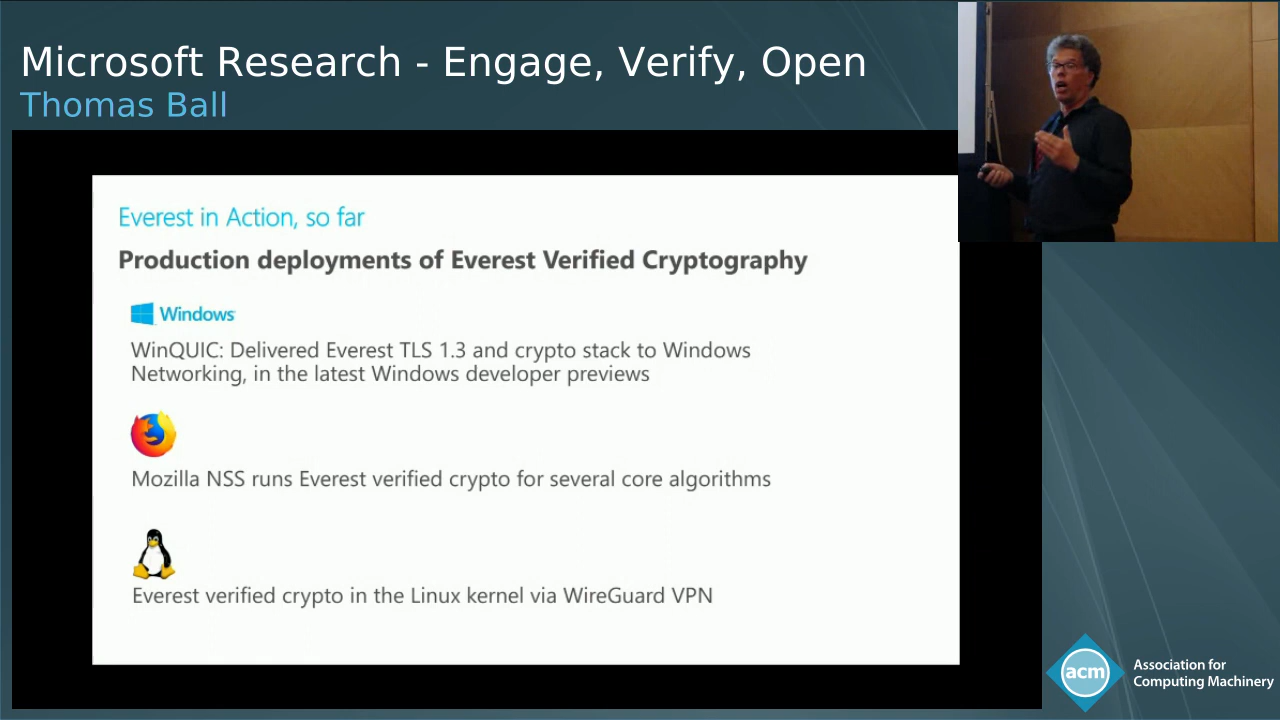 Microsoft Research - Engage, Verify, Open
Thomas Ball
Everest in Action, so far
Production deployments of Everest Verified Cryptography
Windows
WinQUIC: Delivered Everest TLS 1.3 and crypto stack to Windows
Networking, in the latest Windows developer previews
Mozilla NSS runs Everest verified crypto for several core algorithms
Everest verified crypto in the Linux kernel via WireGuard VPN
acm
Association for
Computing Machinery